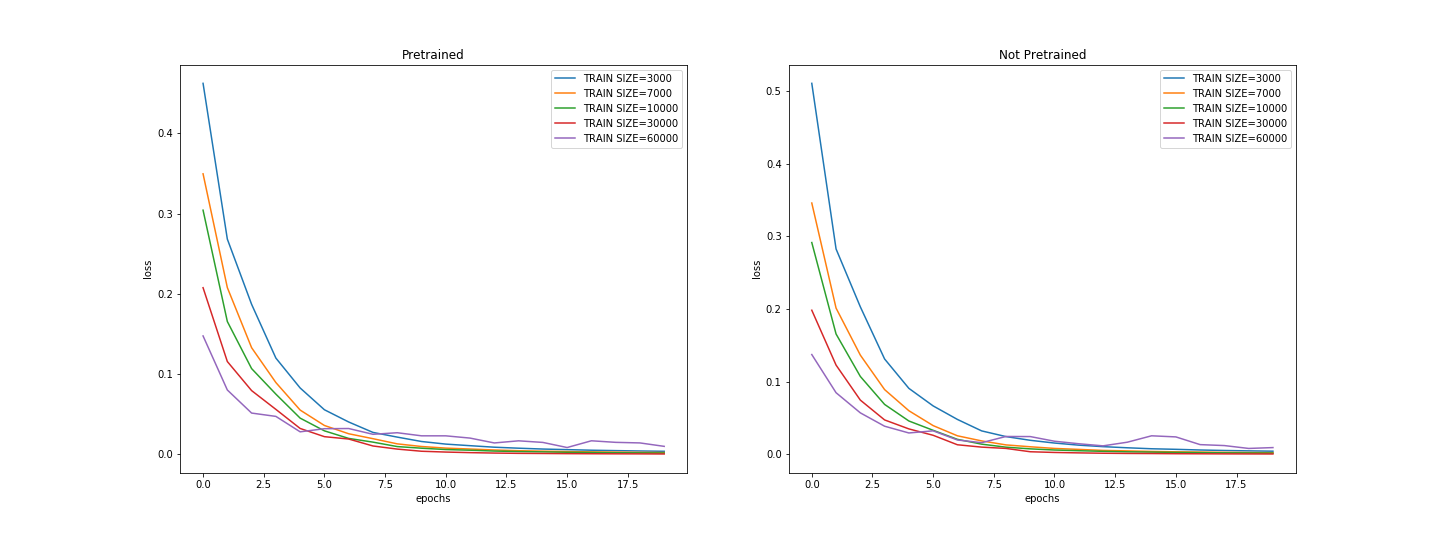 Pretrained
TRAIN SIZE=3000
TRAIN SIZE=7000
TRAIN SIZE=10000
TRAIN SIZE=30000
TRAIN SIZE=60000
0.4
0.3
0.2
0.1
0.0
loss
0.0 2.5 5.0 7.5 10.0 12.5 15.0 17.5
epochs
Not Pretrained
TRAIN SIZE=3000
TRAIN SIZE=7000
TRAIN SIZE=10000
TRAIN SIZE=30000
TRAIN SIZE=60000
0.5
0.4
0.3
0.2
0.1
0.0
loss
0.0 2.5 5.0 7.5 10.0 12.5 15.0 17.5
epochs